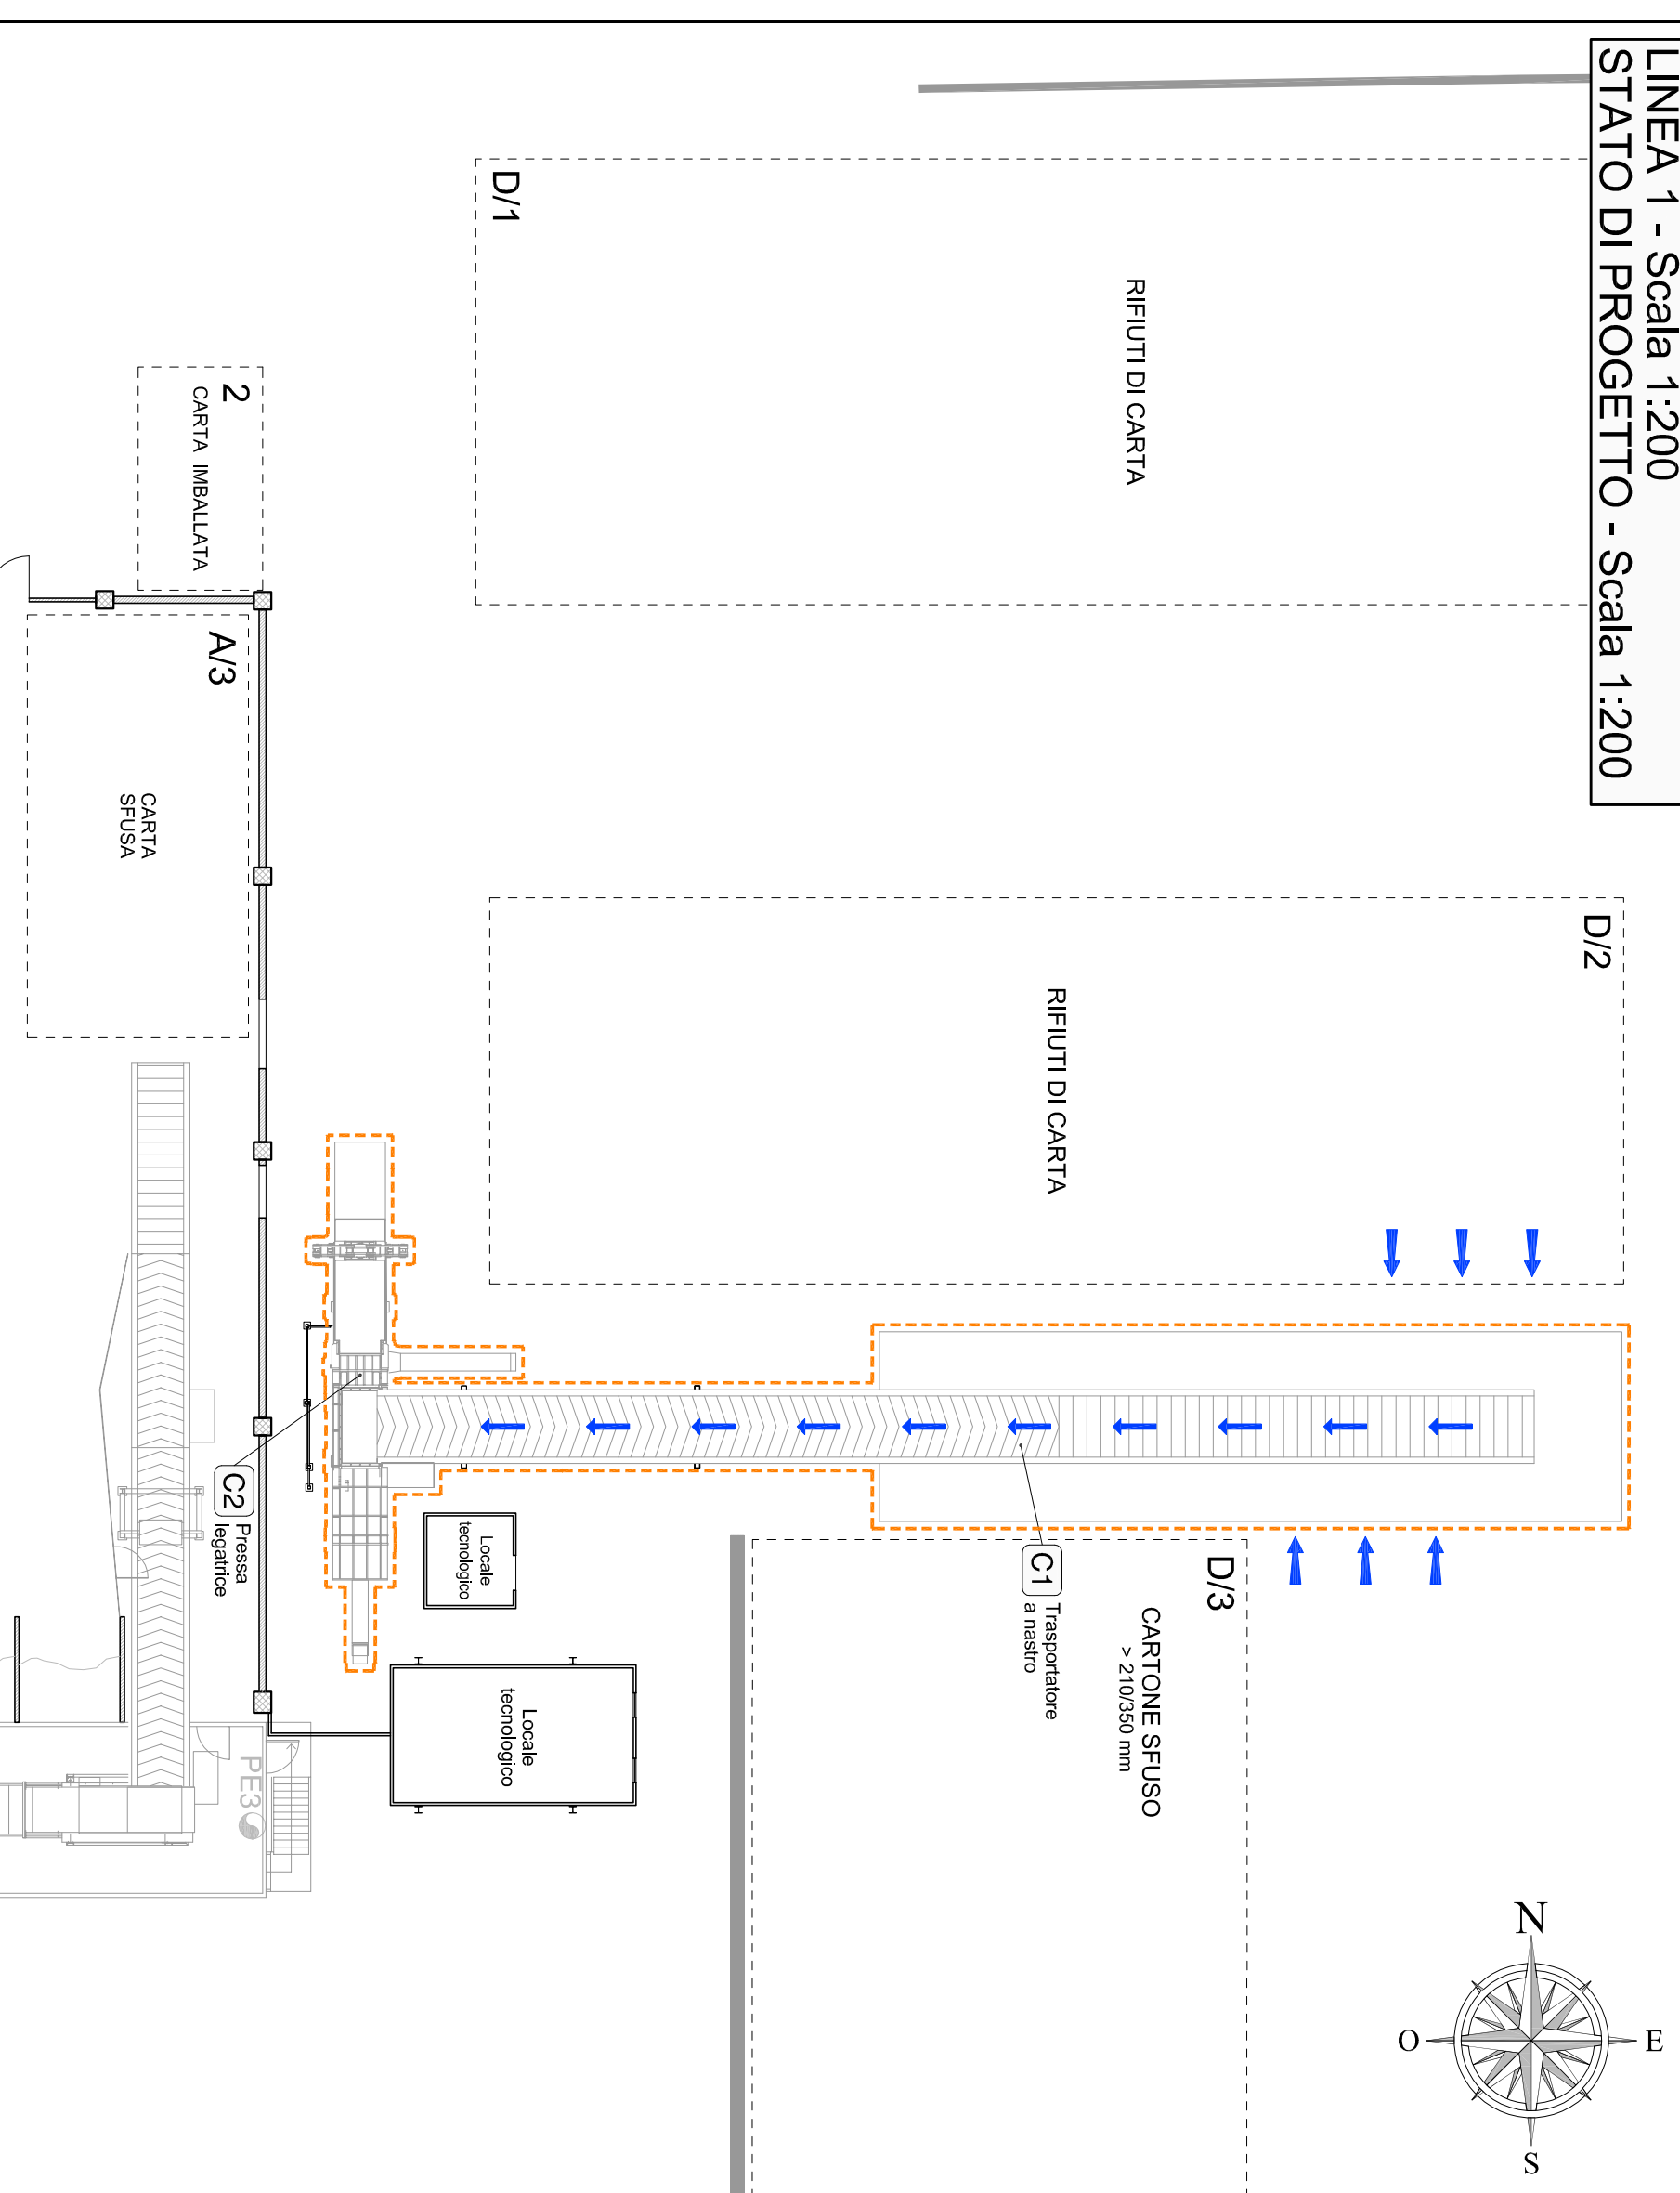 LINEA 1 - Scala 1:200
STATO DI PROGETTO - Scala 1:200
D/1
RIFIUTI DI CARTA
2
CARTA IMBALLATA
A/3
CARTA
SFUSA
D/2
RIFIUTI DI CARTA
C1
Trasportatore
a nastro
C2
Pressa
legatrice
D/3
CARTONE SFUSO
> 210/350 mm
Locale
tecnologico
Locale
tecnologico
PE3
N
O
E
S